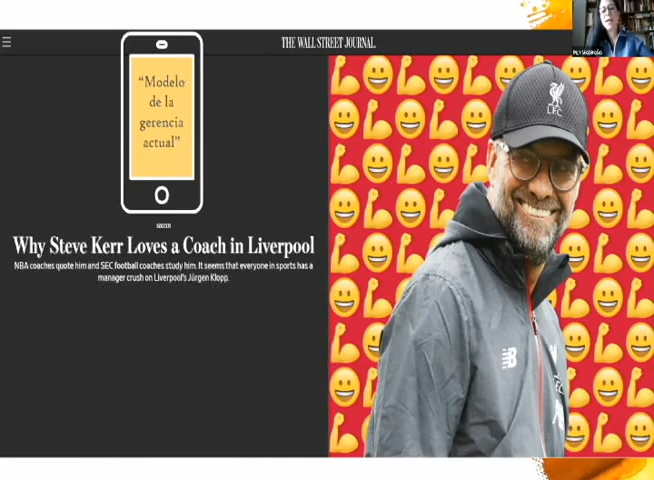 THE WALL STREET JOURNAL.
“Modelo
de la
gerencia
actual”
SOCCER
Why Steve Kerr Loves a Coach in Liverpool
NBA coaches quote him and SEC football coaches study him. It seems that everyone in sports has a
manager crush on Liverpool's Jürgen Klopp.
LFC
NB